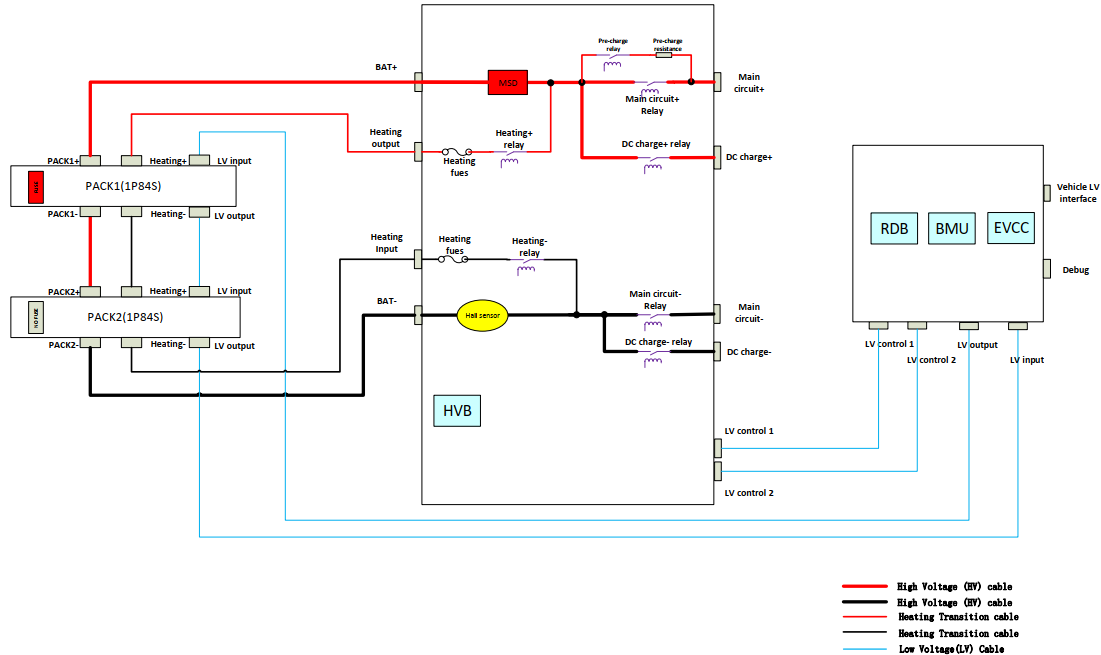 Pre-charge
relay
Pre-charge
resistance
BAT+
MSD
Main
circuit+
Main circuit+
Relay
Heating
output
Heating+
relay
Heating
fues
DC charge+ relay
DC charge+
PACK1+
Heating+
LV input
FUSE
PACK1(1P84S)
PACK1-
Heating-
LV output
Vehicle LV
interface
RDB
BMU
EVCC
Debug
Heating
Input
Heating
fues
Heating-
relay
PACK2+
Heating+
LV input
NO FUSE
PACK2(1P84S)
PACK2-
Heating-
LV output
BAT-
Hall sensor
Main circuit-
Relay
Main
circuit-
DC charge- relay
DC charge-
LV control 1
LV control 2
LV output
LV input
HVB
LV control 1
LV control 2
High Voltage (HV) cable
High Voltage (HV) cable
Heating Transition cable
Heating Transition cable
Low Voltage(LV) Cable